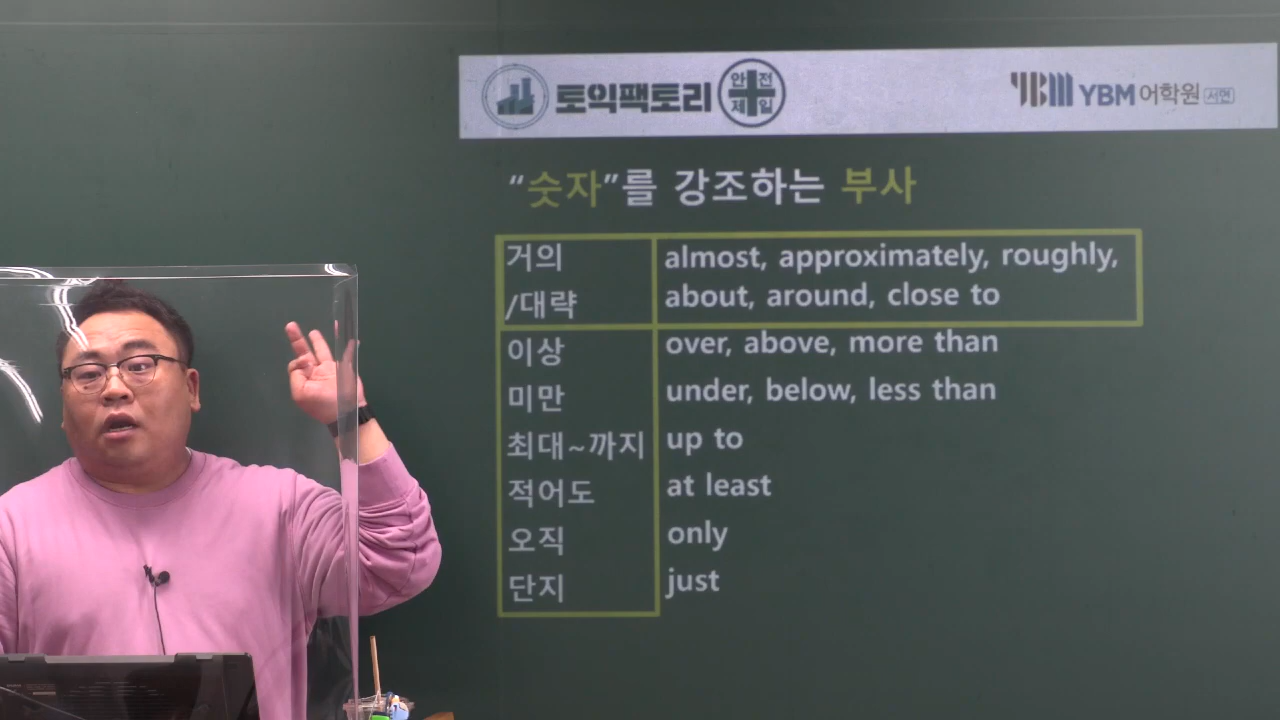 토익팩토리 안전제일 YBM YBM어학원 서현
“숫자”를 강조하는 부사
거의 almost, approximately, roughly,
/대략 about, around, close to
이상 over, above, more than
미만 under, below, less than
최대~까지 up to
적어도 at least
오직 only
단지 just